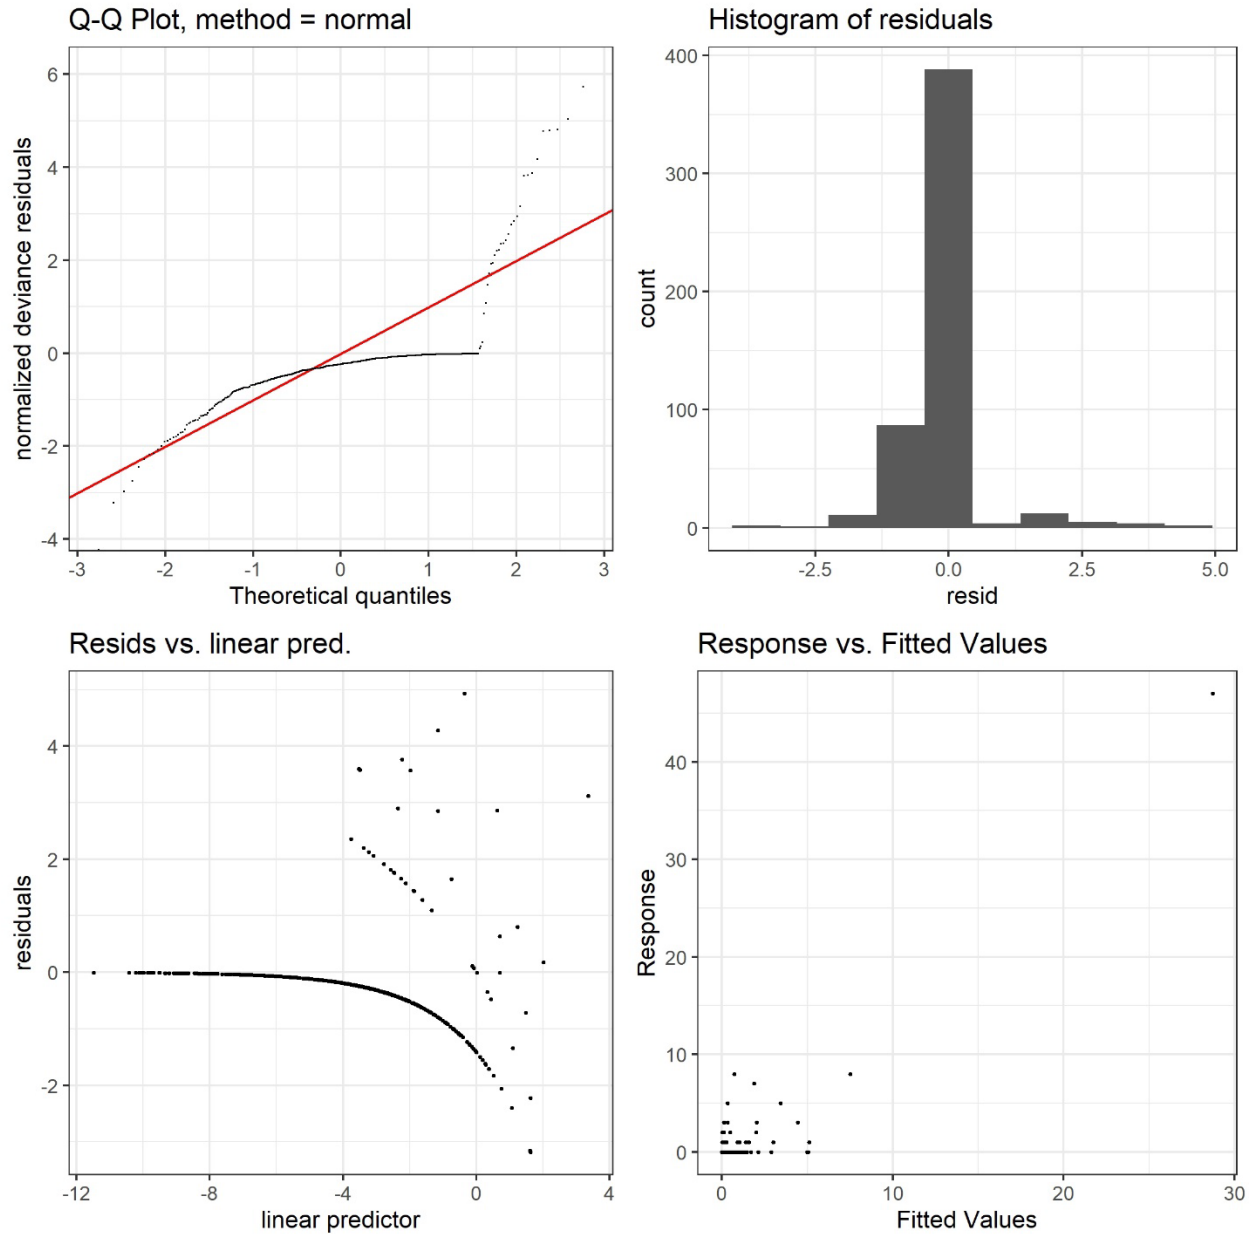 Q-Q Plot, method = normal
6
4
2
0
-2
-4
normalized deviance residuals
-3 -2 -1 0 1 2 3
Theoretical quantiles
Histogram of residuals
400
300
200
100
0
count
-2.5 0.0 2.5 5.0
resid
Resids vs. linear pred.
4
2
0
-2
residuals
-12 -8 -4 0 4
linear predictor
Response vs. Fitted Values
40
30
20
10
0
Response
0 10 20 30
Fitted Values